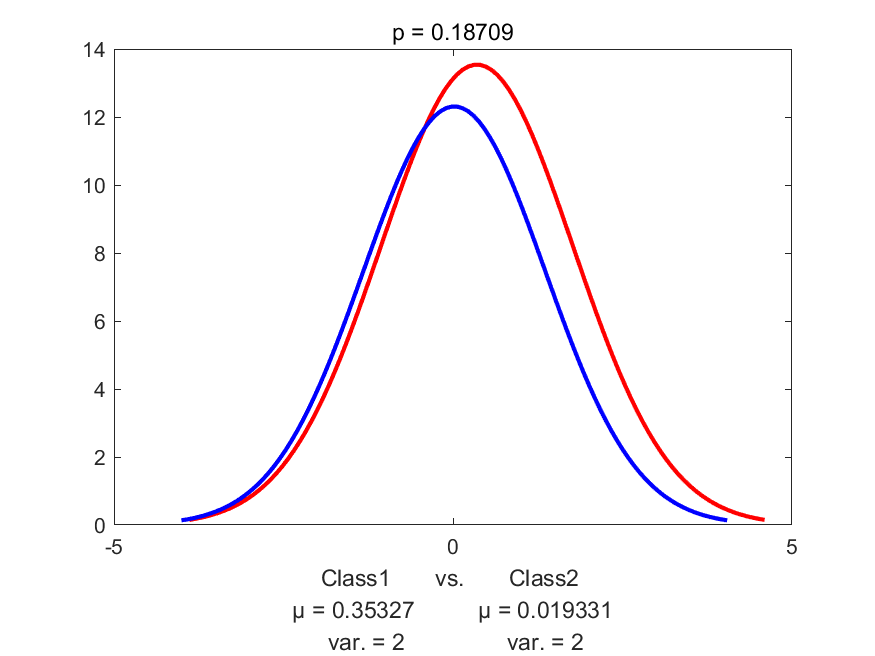 p = 0.18709
14
12
10
8
6
4
2
0
-5 0 5
Class1 vs. Class2
μ = 0.35327 μ = 0.019331
var. = 2 var. = 2